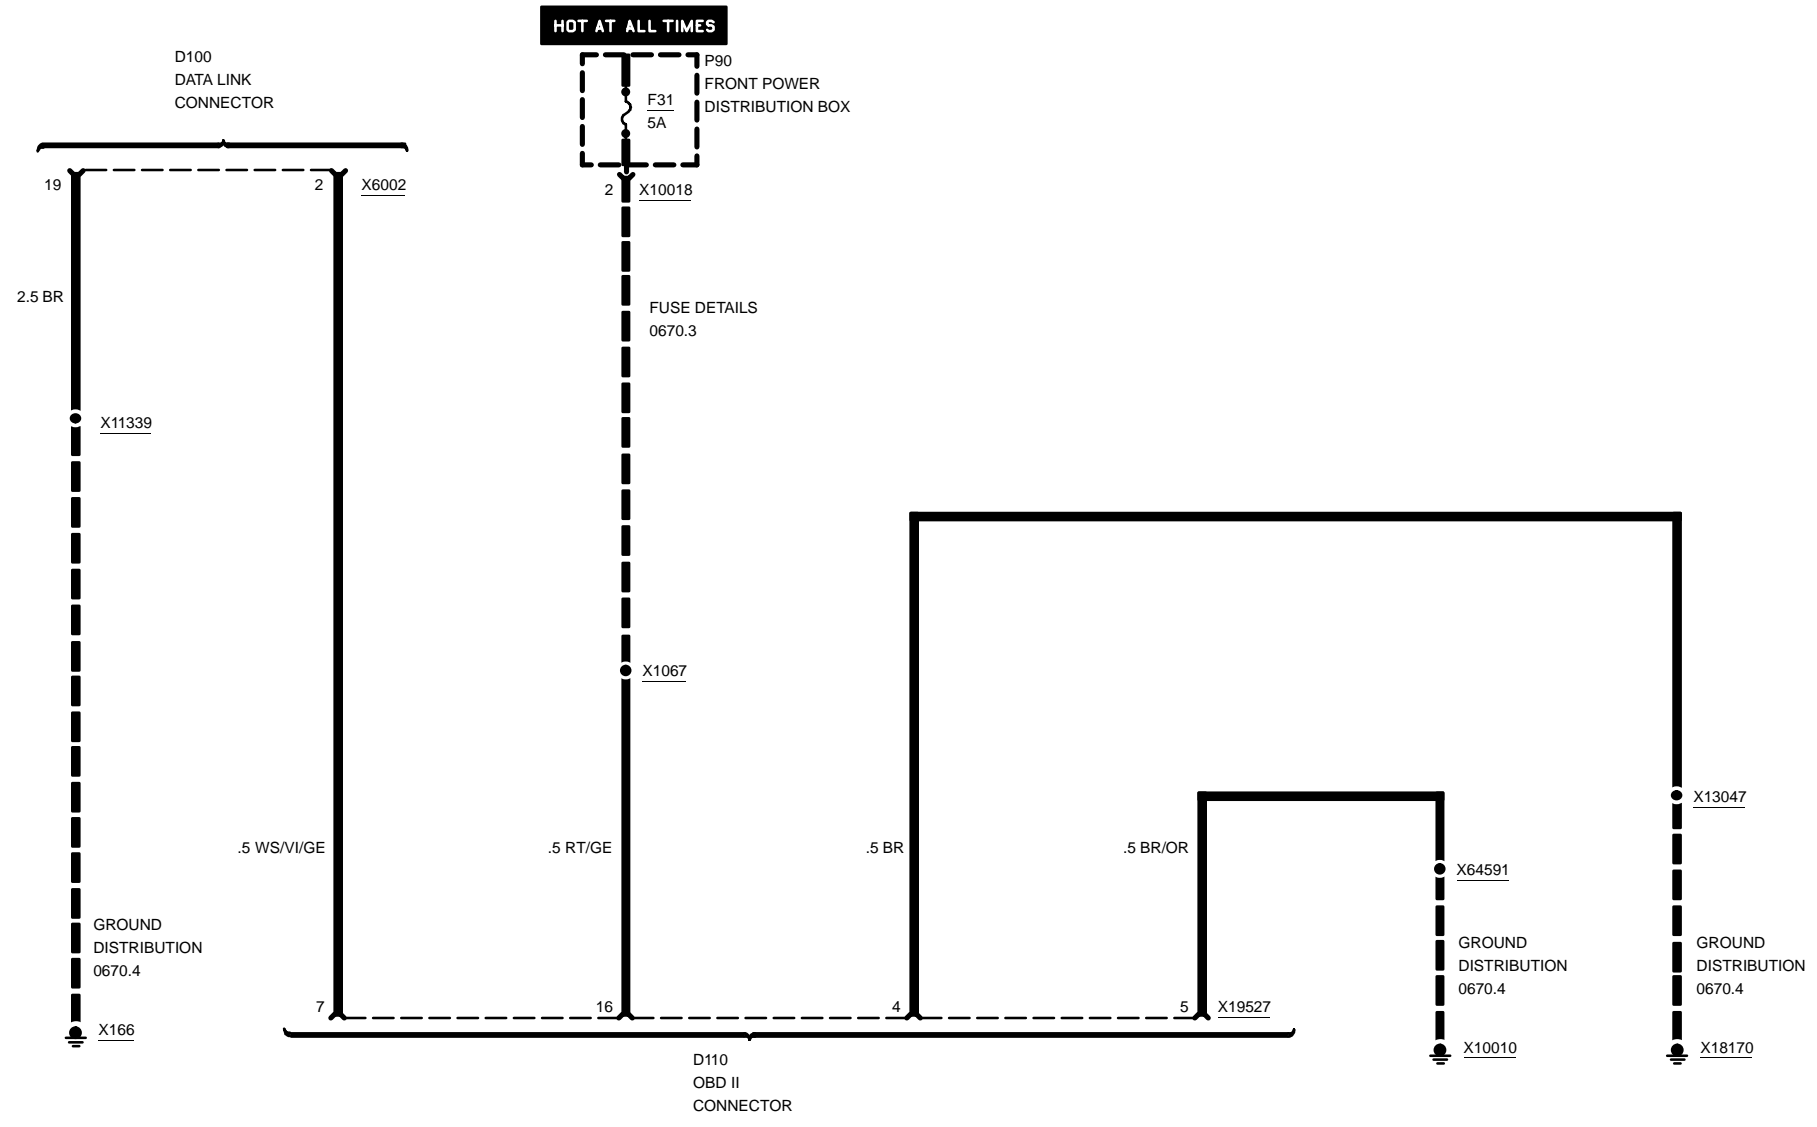 HOT AT ALL TIMES
D100
DATA LINK
CONNECTOR
P90
FRONT POWER
DISTRIBUTION BOX
F31
5A
19
2
X6002
2
X10018
2.5 BR
FUSE DETAILS
0670.3
X11339
X1067
X13047
.5 WS/VI/GE
.5 RT/GE
.5 BR
.5 BR/OR
X64591
GROUND
DISTRIBUTION
0670.4
GROUND
DISTRIBUTION
0670.4
GROUND
DISTRIBUTION
0670.4
7
16
4
5
X19527
X166
X10010
X18170
D110
OBD II
CONNECTOR